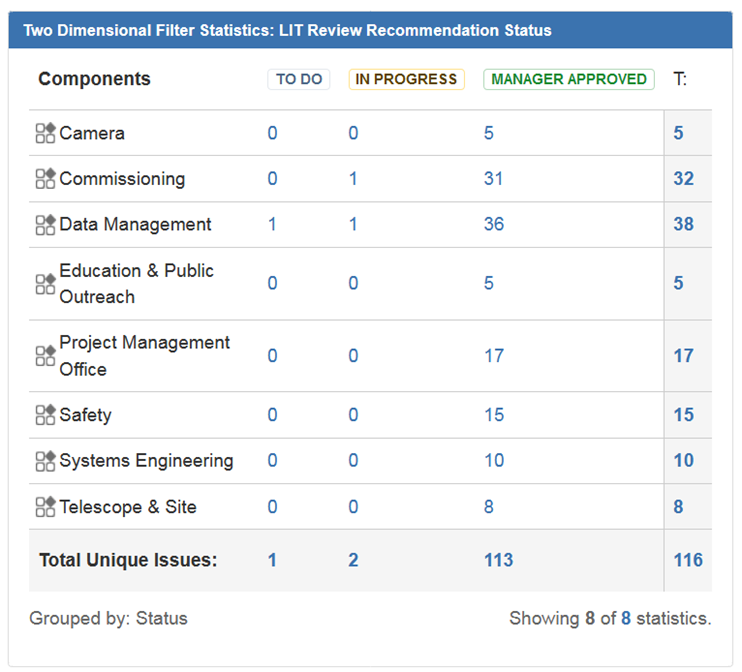 Two Dimensional Filter Statistics: LIT Review Recommendation Status
Components TO DO IN PROGRESS MANAGER APPROVED T:
Camera 0 0 5 5
Commissioning 0 1 31 32
Data Management 1 1 36 38
Education & Public
Outreach 0 0 5 5
Project Management
Office 0 0 17 17
Safety 0 0 15 15
Systems Engineering 0 0 10 10
Telescope & Site 0 0 8 8
Total Unique Issues: 1 2 113 116
Grouped by: Status Showing 8 of 8 statistics.